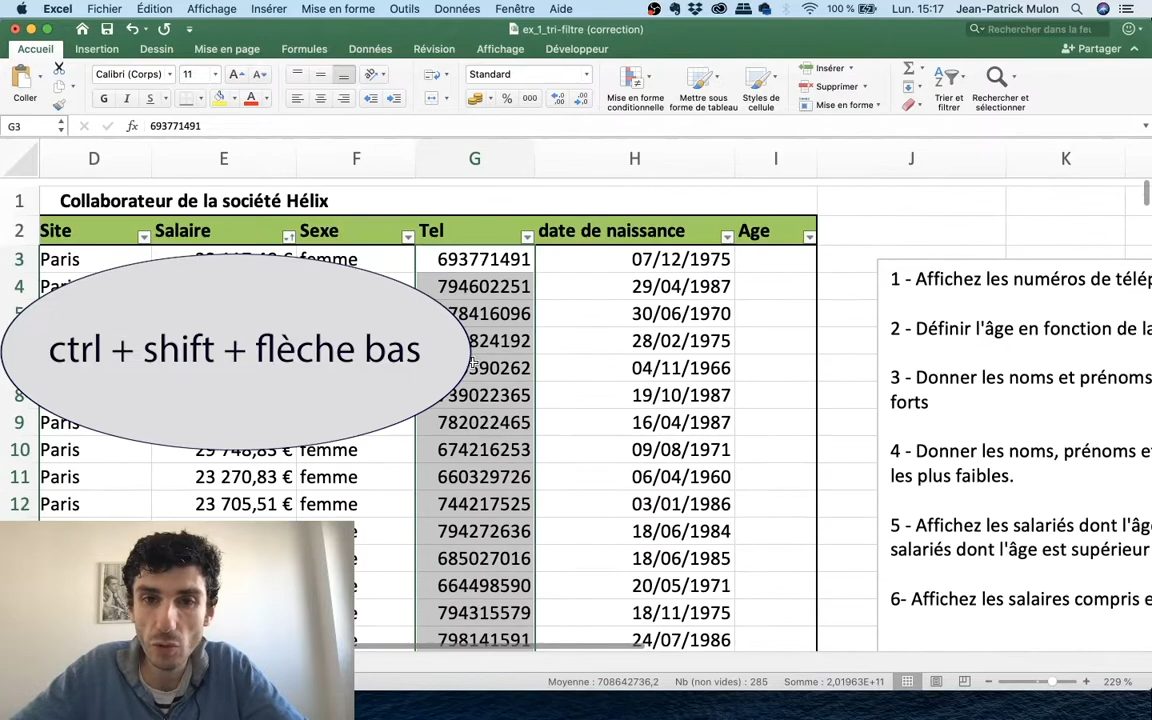 Excel Fichier Édition Affichage Insérer Mise en forme Outils Données Fenêtre Aide 100 % Lun. 15:17 Jean-Patrick Mulon
ex_1_tri-filtre (correction)
Rechercher dans la feu
Accueil Insertion Dessin Mise en page Formules Données Révision Affichage Développeur Partager
Coller
Calibri (Corps) 11
G I S
Standard
% 000
Mise en forme conditionnelle
Mettre sous forme de tableau
Styles de cellule
Insérer
Supprimer
Mise en forme
Trier et filtrer
Rechercher et sélectionner
G3 fx 693771491
D E F G H I J K
1 Collaborateur de la société Hélix
2 Site Salaire Sexe Tel date de naissance Age
3 Paris femme 693771491 07/12/1975
4 794602251 29/04/1987
78416096 30/06/1970
824192 28/02/1975
590262 04/11/1966
8 739022365 19/10/1987
9 Paris 782022465 16/04/1987
10 Paris 29 748,83 € femme 674216253 09/08/1971
11 Paris 23 270,83 € femme 660329726 06/04/1960
12 Paris 23 705,51 € femme 744217525 03/01/1986
794272636 18/06/1984
685027016 18/06/1985
664498590 20/05/1971
794315579 18/11/1975
798141591 24/07/1986
ctrl + shift + flèche bas
1 - Affichez les numéros de télép
2 - Définir l'âge en fonction de la
3 - Donner les noms et prénoms
forts
4 - Donner les noms, prénoms et
les plus faibles.
5 - Affichez les salariés dont l'âg
salariés dont l'âge est supérieur
6- Affichez les salaires compris e
Moyenne : 708642736,2 Nb (non vides) : 285 Somme : 2,01963E+11 229 %